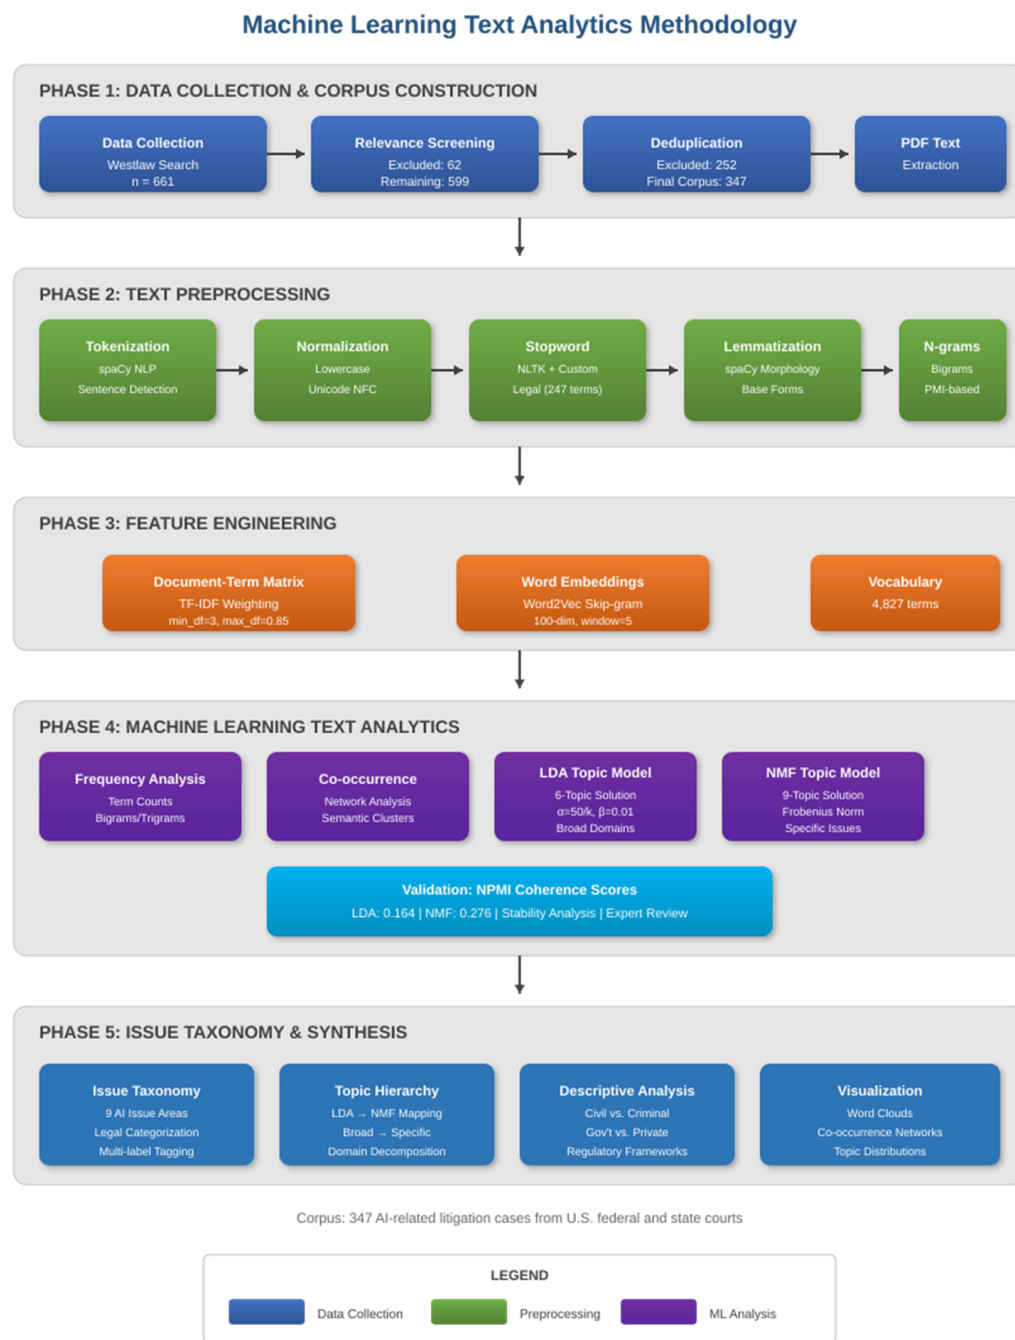 Machine Learning Text Analytics Methodology
PHASE 1: DATA COLLECTION & CORPUS CONSTRUCTION
Data Collection
Westlaw Search
n = 661
Relevance Screening
Excluded: 62
Remaining: 599
Deduplication
Excluded: 252
Final Corpus: 347
PDF Text
Extraction
PHASE 2: TEXT PREPROCESSING
Tokenization
spaCy NLP
Sentence Detection
Normalization
Lowercase
Unicode NFC
Stopword
NLTK + Custom
Legal (247 terms)
Lemmatization
spaCy Morphology
Base Forms
N-grams
Bigrams
PMI-based
PHASE 3: FEATURE ENGINEERING
Document-Term Matrix
TF-IDF Weighting
min_df=3, max_df=0.85
Word Embeddings
Word2Vec Skip-gram
100-dim, window=5
Vocabulary
4,827 terms
PHASE 4: MACHINE LEARNING TEXT ANALYTICS
Frequency Analysis
Term Counts
Bigrams/Trigrams
Co-occurrence
Network Analysis
Semantic Clusters
LDA Topic Model
6-Topic Solution
α=50/k, β=0.01
Broad Domains
NMF Topic Model
9-Topic Solution
Frobenius Norm
Specific Issues
Validation: NPMI Coherence Scores
LDA: 0.164 | NMF: 0.276 | Stability Analysis | Expert Review
PHASE 5: ISSUE TAXONOMY & SYNTHESIS
Issue Taxonomy
9 AI Issue Areas
Legal Categorization
Multi-label Tagging
Topic Hierarchy
LDA → NMF Mapping
Broad → Specific
Domain Decomposition
Descriptive Analysis
Civil vs. Criminal
Gov't vs. Private
Regulatory Frameworks
Visualization
Word Clouds
Co-occurrence Networks
Topic Distributions
Corpus: 347 AI-related litigation cases from U.S. federal and state courts
LEGEND
Data Collection
Preprocessing
ML Analysis